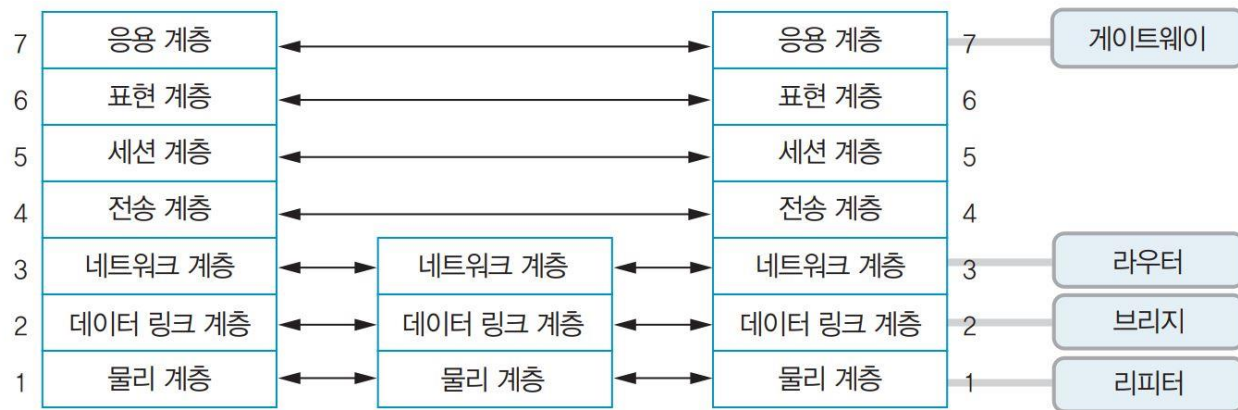 7 응용 계층 응용 계층 7 게이트웨이
6 표현 계층 표현 계층 6
5 세션 계층 세션 계층 5
4 전송 계층 전송 계층 4
3 네트워크 계층 네트워크 계층 네트워크 계층 3 라우터
2 데이터 링크 계층 데이터 링크 계층 데이터 링크 계층 2 브리지
1 물리 계층 물리 계층 물리 계층 1 리피터